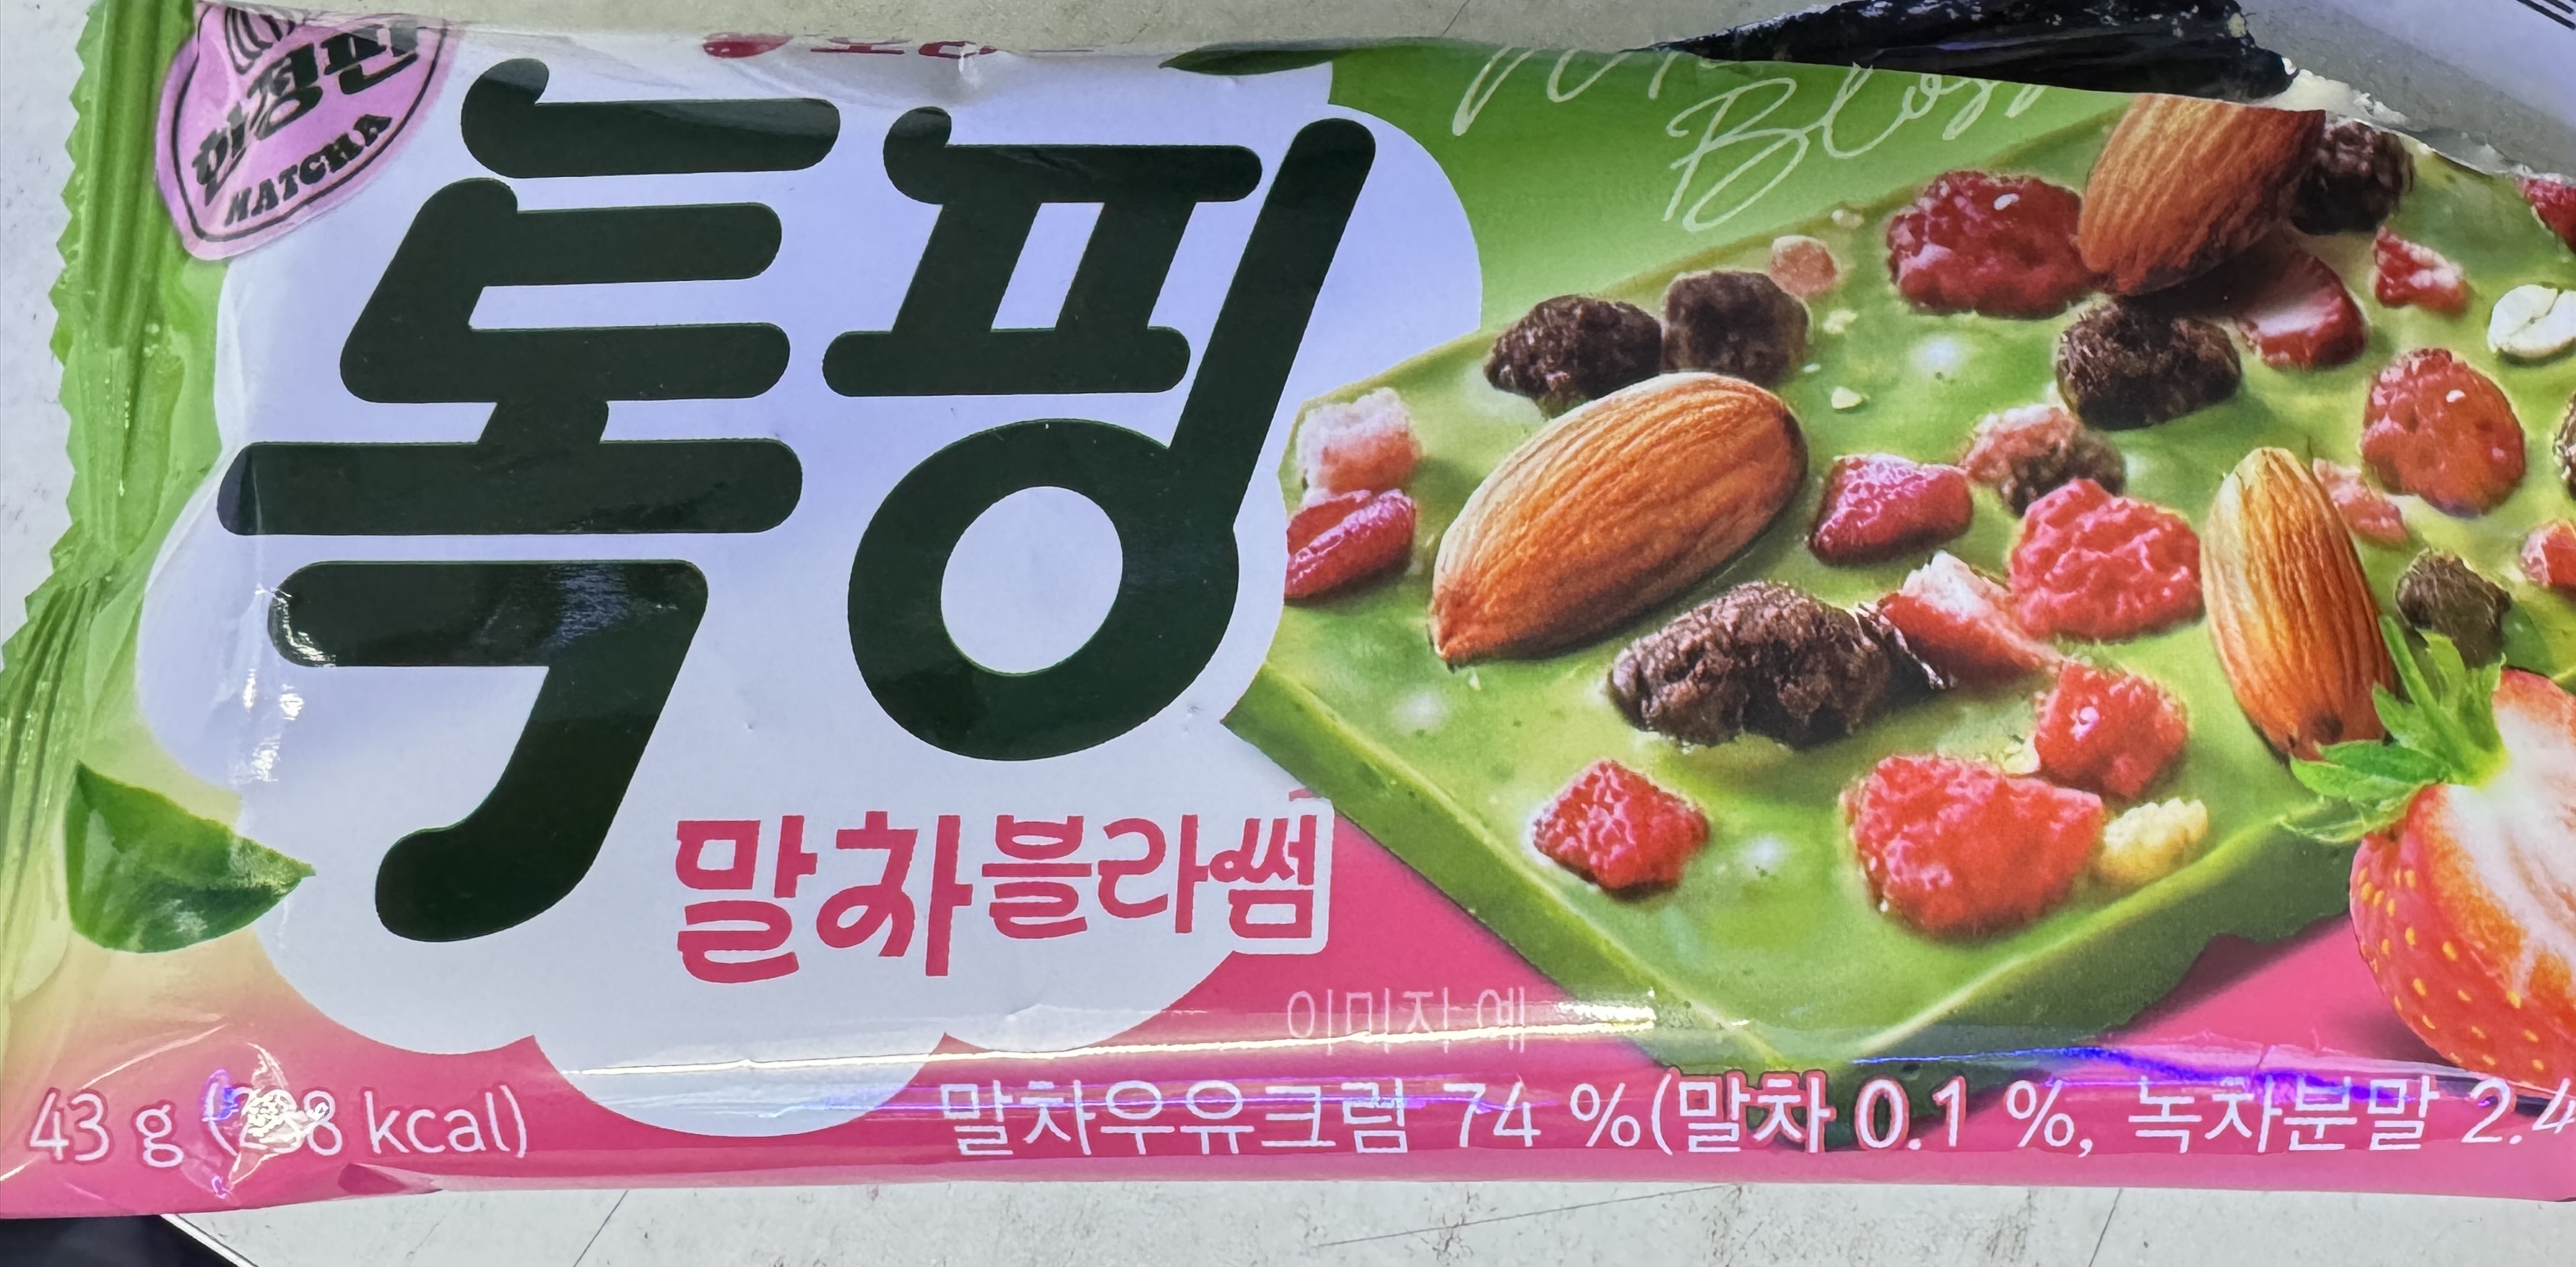 한정판
MATCHA
톡핑
말차블라썸
이미지 예
43 g kcal)
말차우유크림 74 %(말차 0.1 %, 녹차분말 2.4